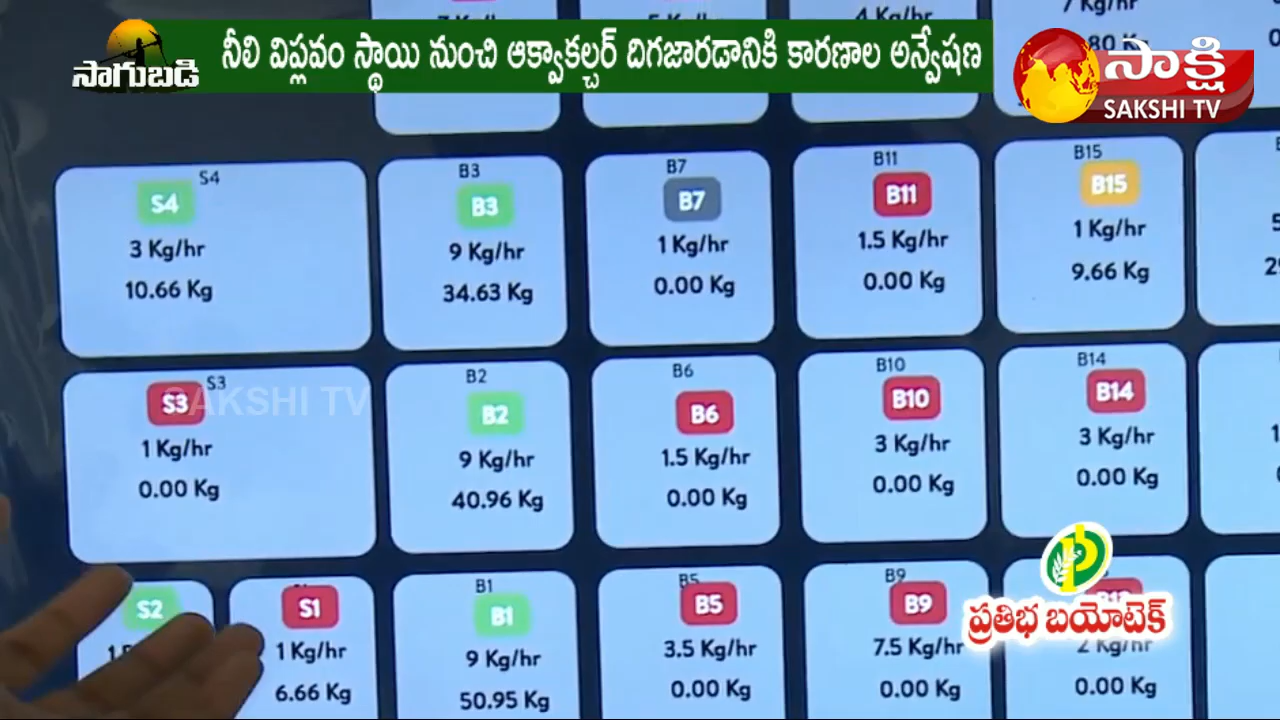 సాగుబడి
నీలి విప్లవం స్థాయి నుంచి ఆక్వాకల్చర్ దిగజారడానికి కారణాల అన్వేషణ
సాక్షి
SAKSHI TV
S4
S4
3 Kg/hr
10.66 Kg
B3
B3
9 Kg/hr
34.63 Kg
B7
B7
1 Kg/hr
0.00 Kg
B11
B11
1.5 Kg/hr
0.00 Kg
B15
B15
1 Kg/hr
9.66 Kg
S3
S3
1 Kg/hr
0.00 Kg
SAKSHI TV
B2
B2
9 Kg/hr
40.96 Kg
B6
B6
1.5 Kg/hr
0.00 Kg
B10
B10
3 Kg/hr
0.00 Kg
B14
B14
3 Kg/hr
0.00 Kg
S2
S1
1 Kg/hr
6.66 Kg
B1
B1
9 Kg/hr
50.95 Kg
B5
B5
3.5 Kg/hr
0.00 Kg
B9
B9
7.5 Kg/hr
0.00 Kg
2 Kg/hr
0.00 Kg
ప్రతిభ బయోటెక్